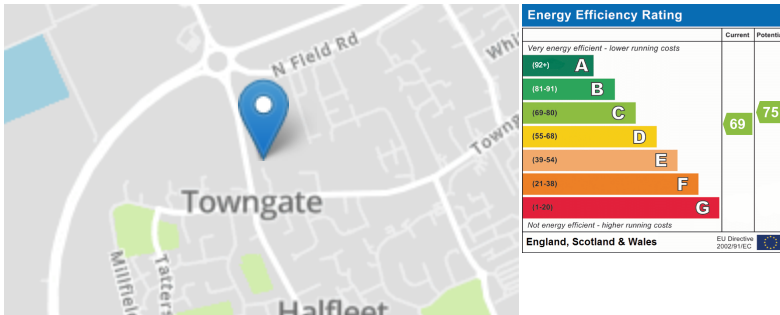 N Field Rd
Towngate
Halfleet
Energy Efficiency Rating
Current
Very energy efficient - lower running costs
(92+) A
(81-91) B
(69-80) C
(55-68) D
(39-54) E
(21-38) F
(1-20) G
69
75
Not energy efficient - higher running costs
England, Scotland & Wales
EU Directive
2002/91/EC